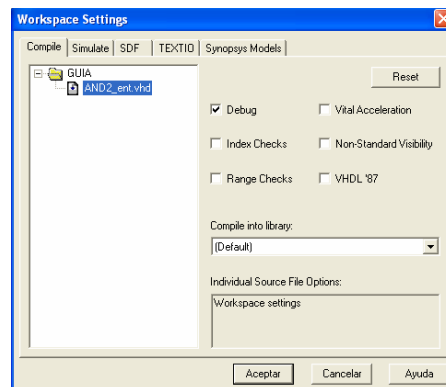 Workspace Settings
Compile Simulate SDF TEXTIO Synopsys Models
GUIA
AND2_ent.vhd
Reset
Debug Vital Acceleration
Index Checks Non-Standard Visibility
Range Checks VHDL '87
Compile into library:
(Default)
Individual Source File Options:
Workspace settings
Aceptar Cancelar Ayuda